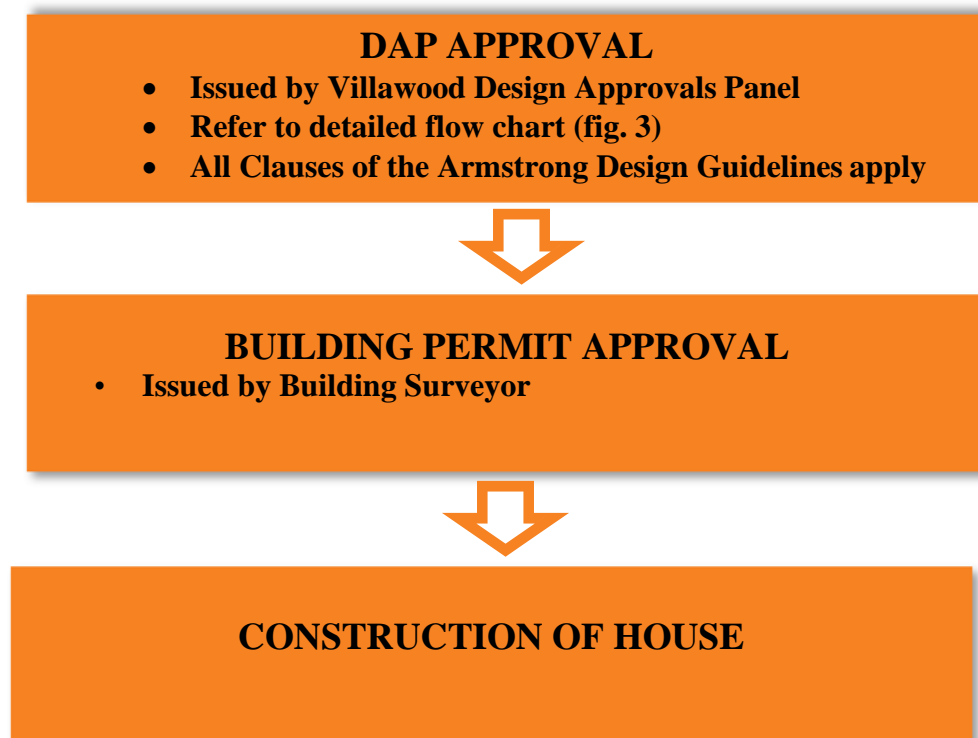 DAP APPROVAL
• Issued by Villawood Design Approvals Panel
• Refer to detailed flow chart (fig. 3)
• All Clauses of the Armstrong Design Guidelines apply
BUILDING PERMIT APPROVAL
• Issued by Building Surveyor
CONSTRUCTION OF HOUSE